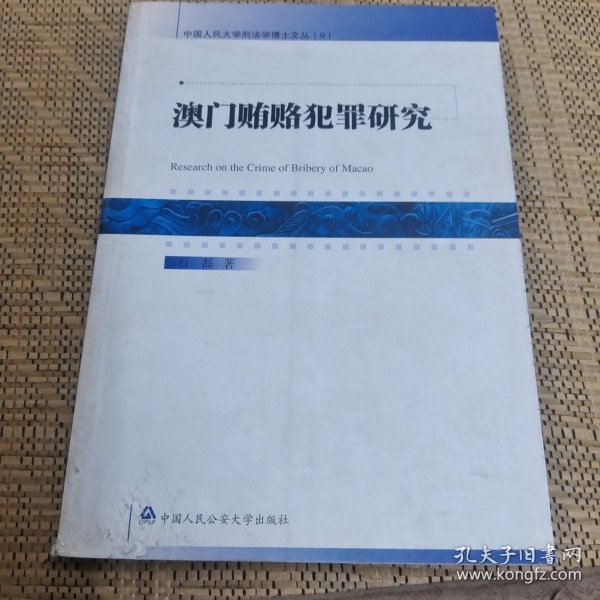 中国人民大学刑法学博士文丛（9）
澳门贿赂犯罪研究
Research on the Crime of Bribery of Macao
石 磊 著
CPPSUP
中国人民公安大学出版社
孔夫子旧书网
www.kongfz.com